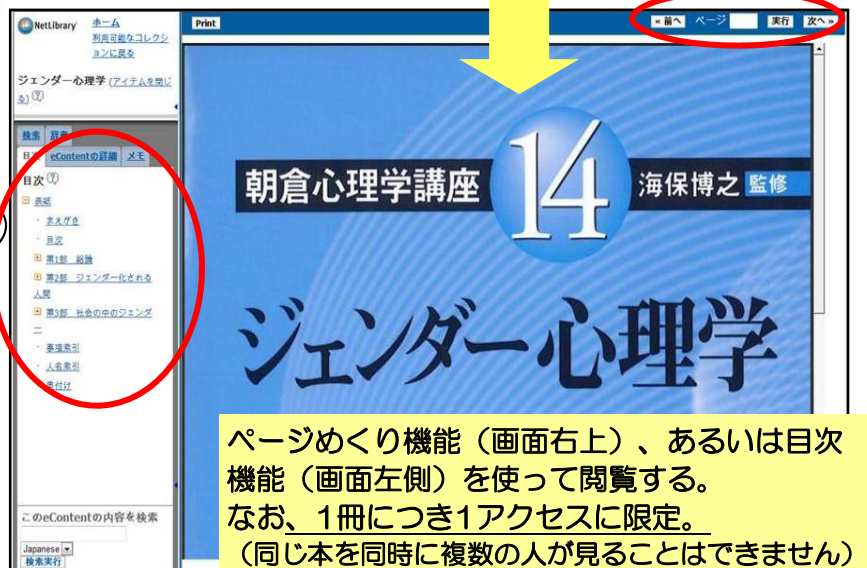 NetLibrary
ホーム
利用可能なコレクシ
ョンに戻る
ジェンダー心理学 (アイテムを閉じ
る)
検索 辞書
目次 eContentの詳細 メモ
目次
表紙
まえがき
目次
第1部 総論
第2部 ジェンダー化される
人間
第3部 社会の中のジェンダ
ー
事項索引
人名索引
奥付け
このeContentの内容を検索
Japanese
検索実行
Print
«前へ ページ 実行 次へ»
朝倉心理学講座 14 海保博之 監修
ジェンダー心理学
ページめくり機能（画面右上）、あるいは目次
機能（画面左側）を使って閲覧する。
なお、1冊につき1アクセスに限定。
（同じ本を同時に複数の人が見ることはできません）